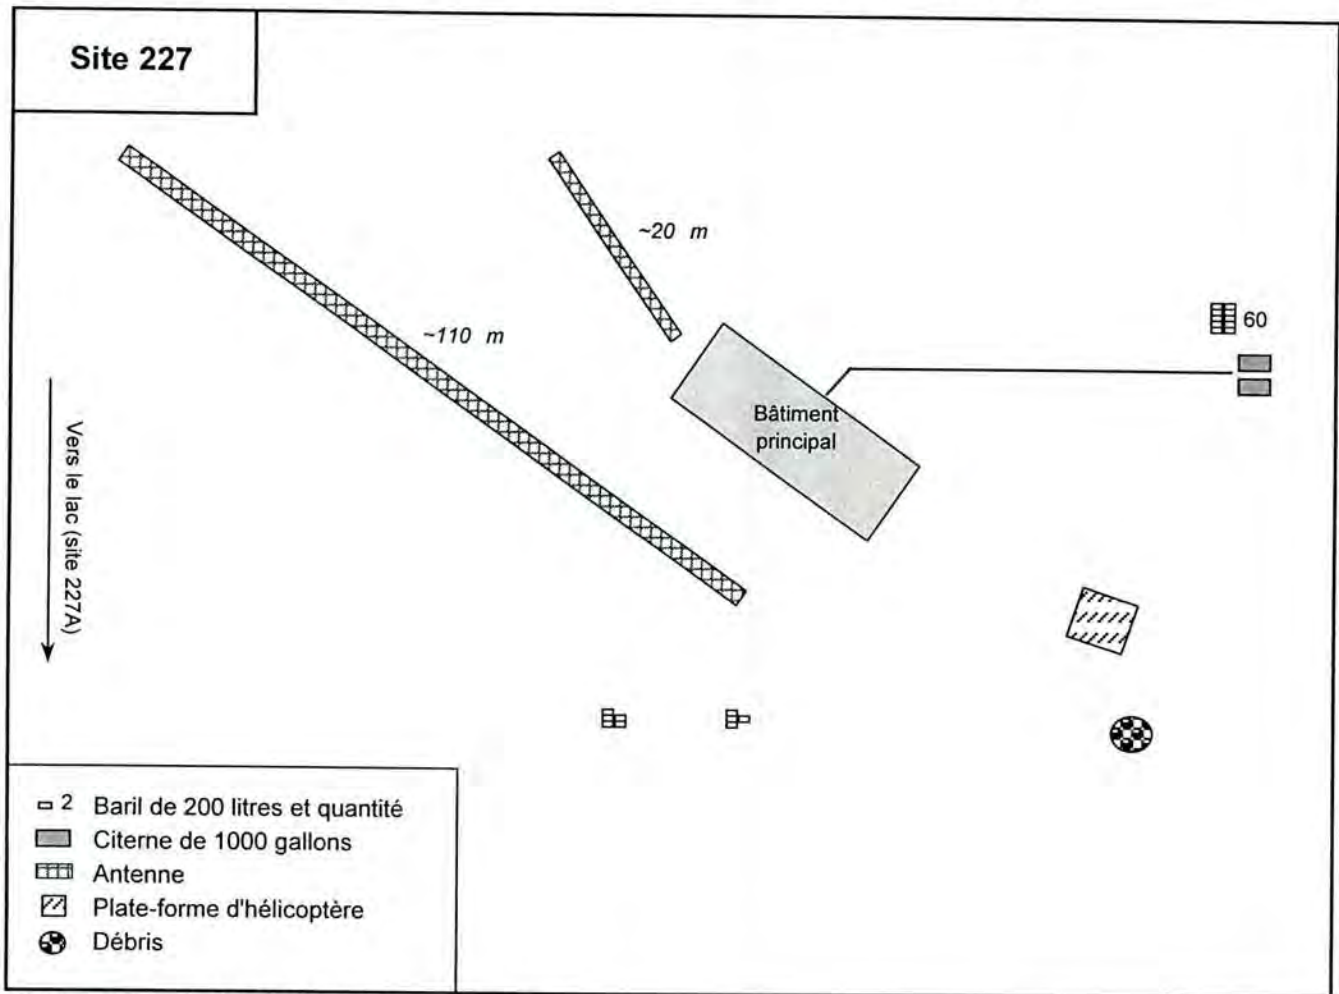 Site 227
~20 m
~110 m
60
Bâtiment
principal
Vers le lac (site 227A)
2 Baril de 200 litres et quantité
Citerne de 1000 gallons
Antenne
Plate-forme d'hélicoptère
Débris